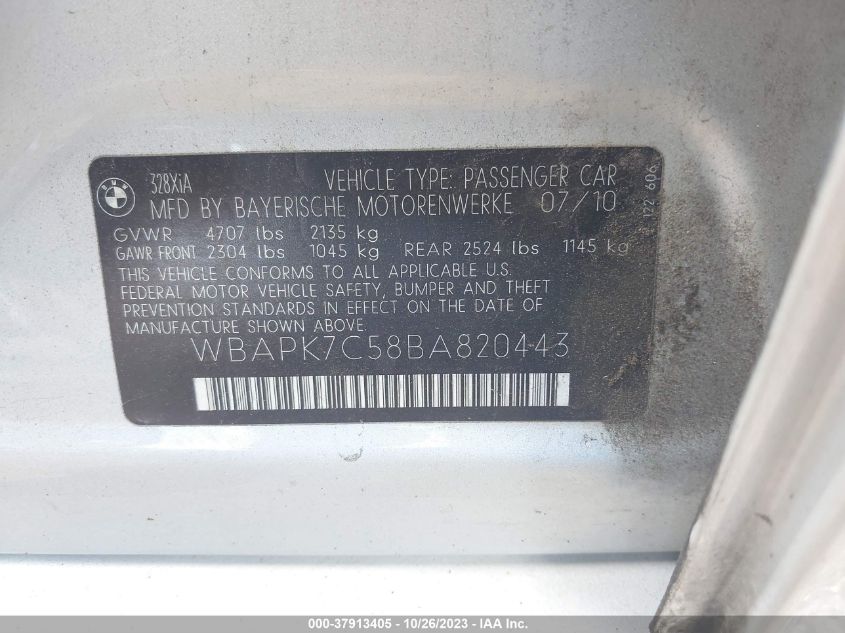 BMW
328XiA VEHICLE TYPE: PASSENGER CAR
MFD BY BAYERISCHE MOTORENWERKE 07/10
GVWR 4707 lbs 2135 kg
GAWR FRONT 2304 lbs 1045 kg REAR 2524 lbs 1145 kg
THIS VEHICLE CONFORMS TO ALL APPLICABLE U.S.
FEDERAL MOTOR VEHICLE SAFETY, BUMPER AND THEFT
PREVENTION STANDARDS IN EFFECT ON THE DATE OF
MANUFACTURE SHOWN ABOVE.
WBAPK7C58BA820443
122 606
000-37913405 - 10/26/2023 - IAA Inc.